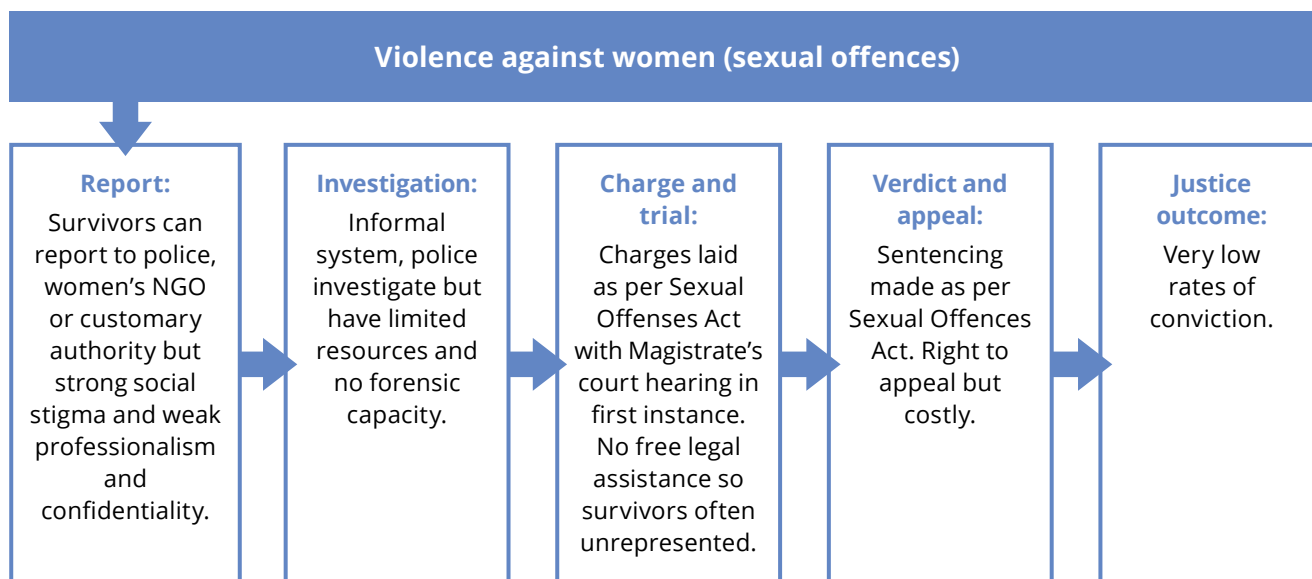 Violence against women (sexual offences)
Report:
Survivors can
report to police,
women’s NGO
or customary
authority but
strong social
stigma and weak
professionalism
and
confidentiality.
Investigation:
Informal
system, police
investigate but
have limited
resources and
no forensic
capacity.
Charge and
trial:
Charges laid
as per Sexual
Offenses Act
with Magistrate’s
court hearing in
first instance.
No free legal
assistance so
survivors often
unrepresented.
Verdict and
appeal:
Sentencing
made as per
Sexual Offences
Act. Right to
appeal but
costly.
Justice
outcome:
Very low
rates of
conviction.